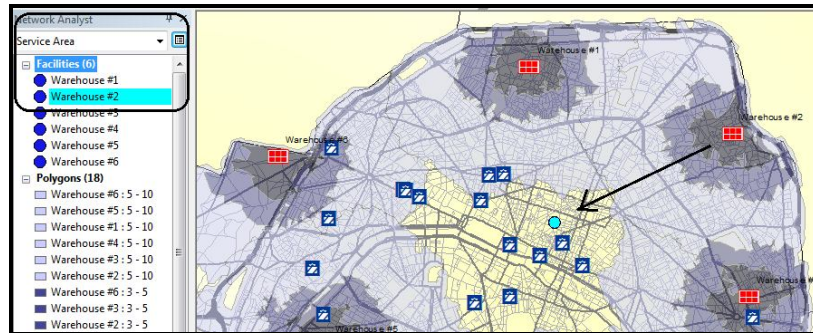 Network Analyst
Service Area
Facilities (6)
Warehouse #1
Warehouse #2
Warehouse #3
Warehouse #4
Warehouse #5
Warehouse #6
Polygons (18)
Warehouse #6 : 5 - 10
Warehouse #5 : 5 - 10
Warehouse #1 : 5 - 10
Warehouse #4 : 5 - 10
Warehouse #3 : 5 - 10
Warehouse #2 : 5 - 10
Warehouse #6 : 3 - 5
Warehouse #3 : 3 - 5
Warehouse #2 : 3 - 5
Warehouse #1
Warehouse #2
Warehouse #6
Warehouse #
Warehouse #5